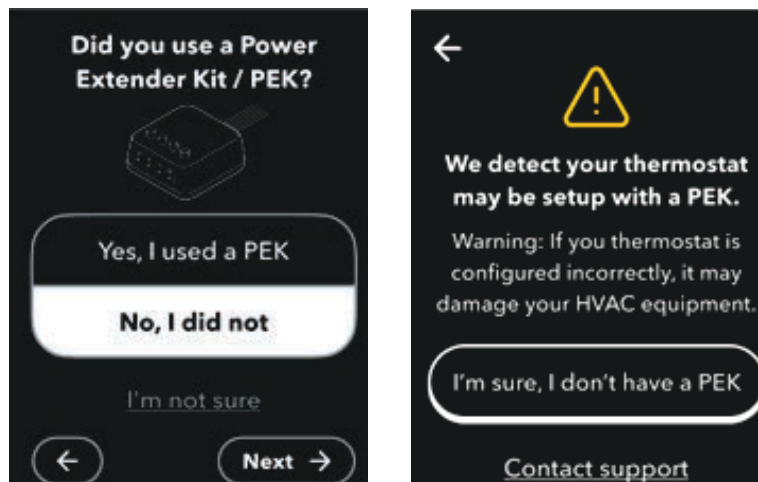 Did you use a Power
Extender Kit / PEK?
Yes, I used a PEK
No, I did not
I'm not sure
← 
Next →
←
We detect your thermostat
may be setup with a PEK.
Warning: If you thermostat is
configured incorrectly, it may
damage your HVAC equipment.
I'm sure, I don't have a PEK
Contact support